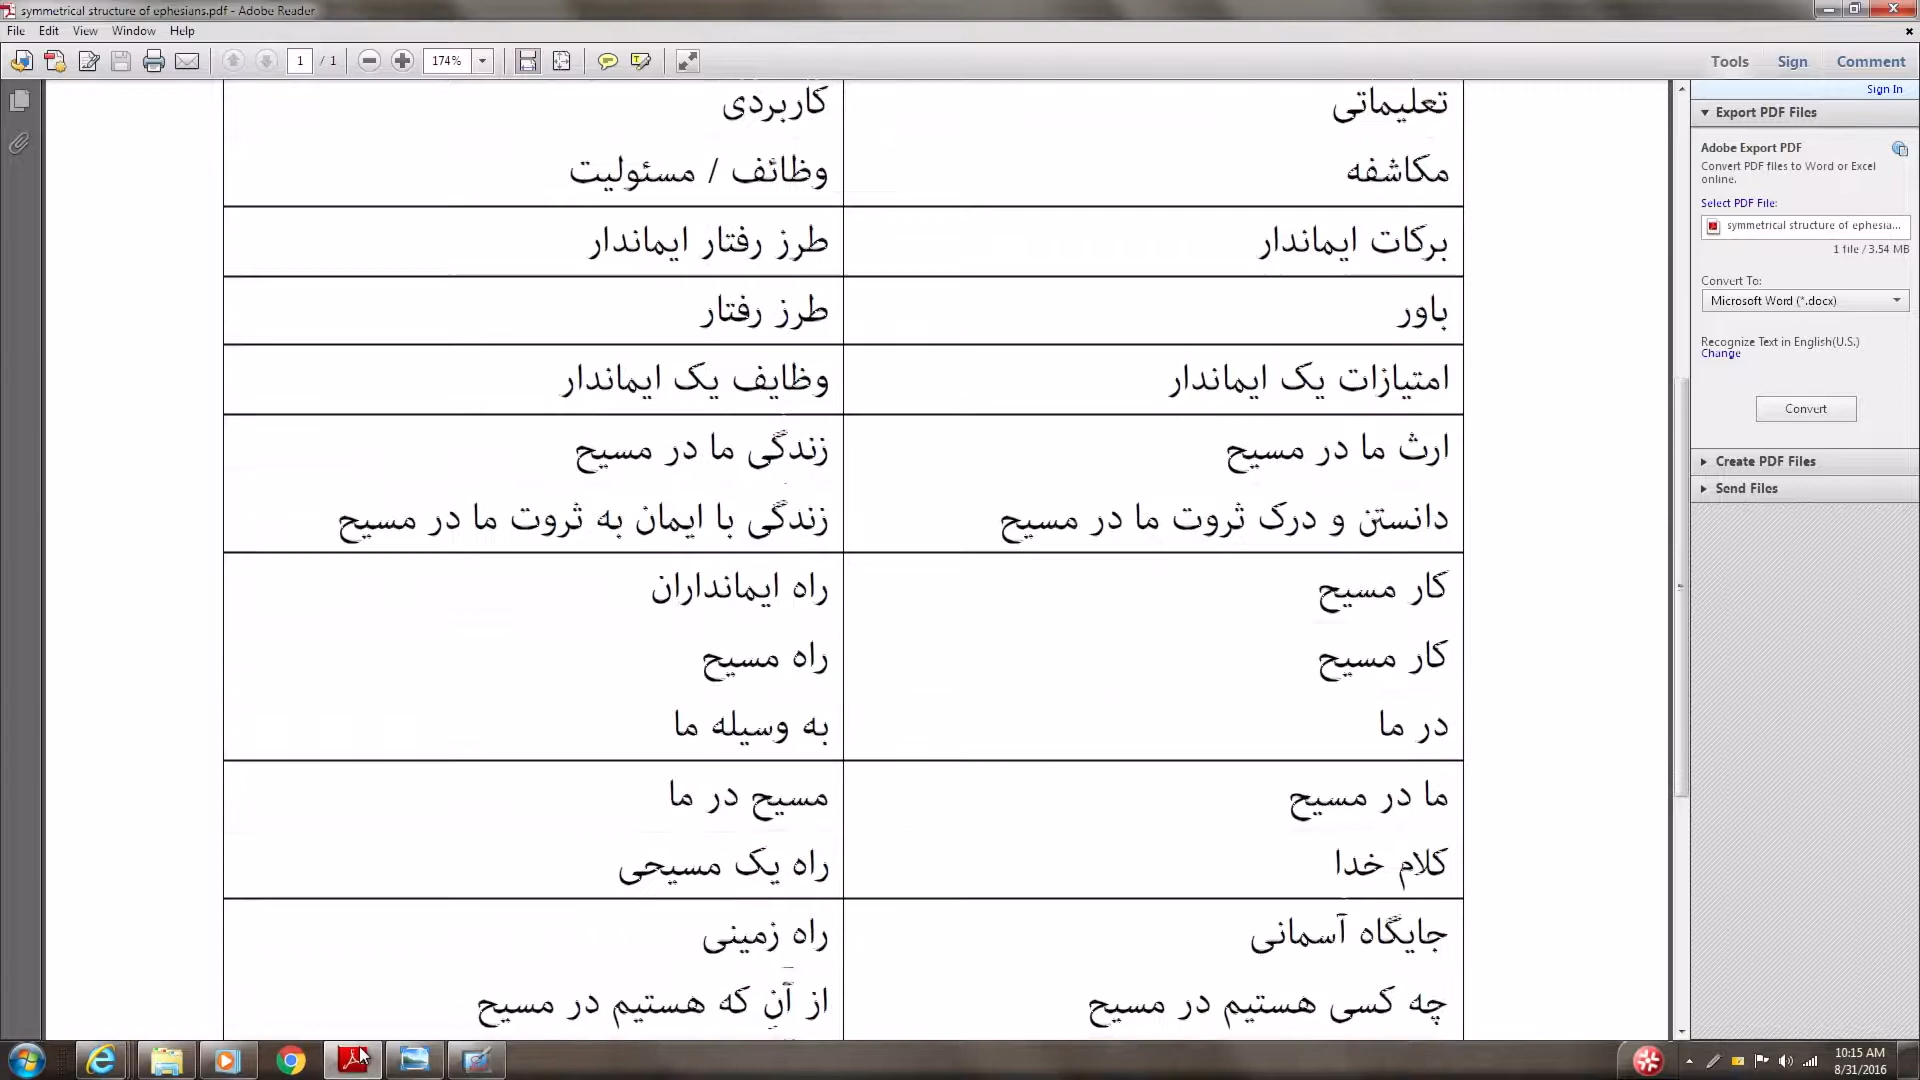 symmetrical structure of ephesians.pdf - Adobe Reader
File Edit View Window Help
1 / 1 174% Tools Sign Comment
Sign In
Export PDF Files
Adobe Export PDF
Convert PDF files to Word or Excel
online.
Select PDF File:
symmetrical structure of ephesia...
1 file / 3.54 MB
Convert To:
Microsoft Word (*.docx)
Recognize Text in English(U.S.)
Change
Convert
Create PDF Files
Send Files
تعلیماتی کاربردی
مکاشفه وظائف / مسئولیت
برکات ایماندار طرز رفتار ایماندار
باور طرز رفتار
امتیازات یک ایماندار وظایف یک ایماندار
ارث ما در مسیح زندگی ما در مسیح
دانستن و درک ثروت ما در مسیح زندگی با ایمان به ثروت ما در مسیح
کار مسیح راه ایمانداران
کار مسیح راه مسیح
در ما به وسیله ما
ما در مسیح مسیح در ما
کلام خدا راه یک مسیحی
جایگاه آسمانی راه زمینی
چه کسی هستیم در مسیح از آن که هستیم در مسیح
10:15 AM
8/31/2016